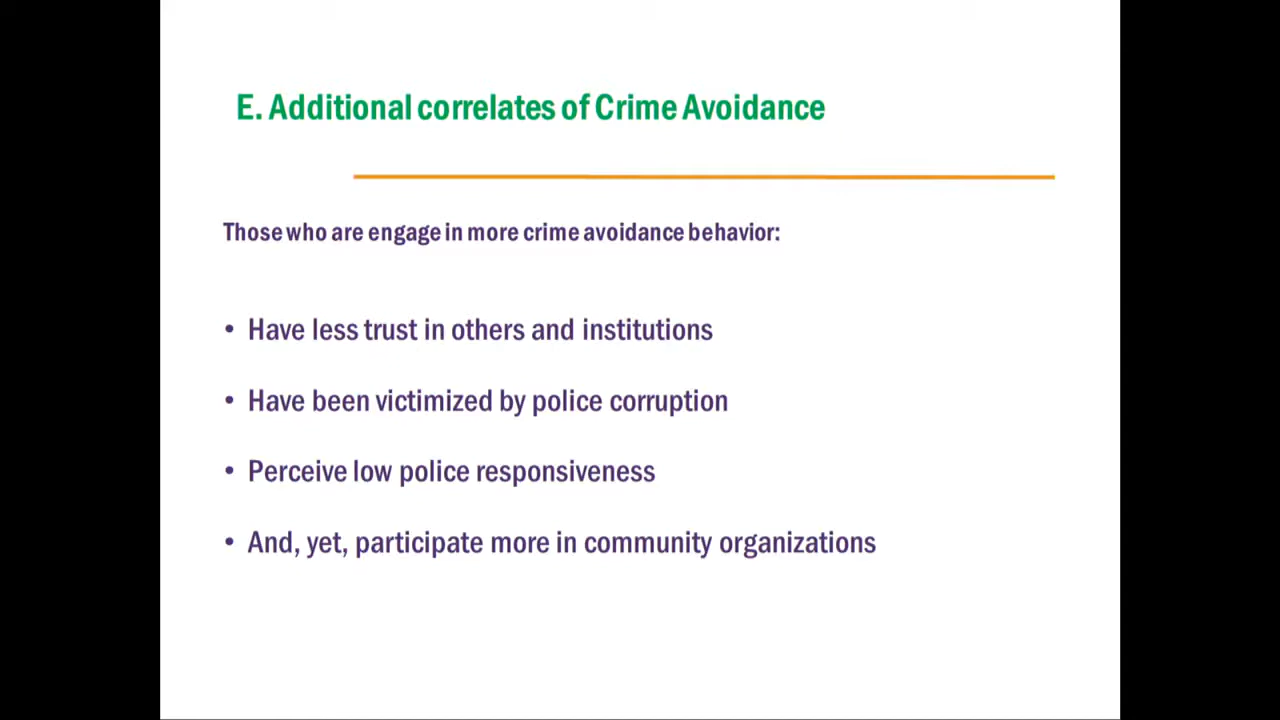 E. Additional correlates of Crime Avoidance
Those who are engage in more crime avoidance behavior:
• Have less trust in others and institutions
• Have been victimized by police corruption
• Perceive low police responsiveness
• And, yet, participate more in community organizations